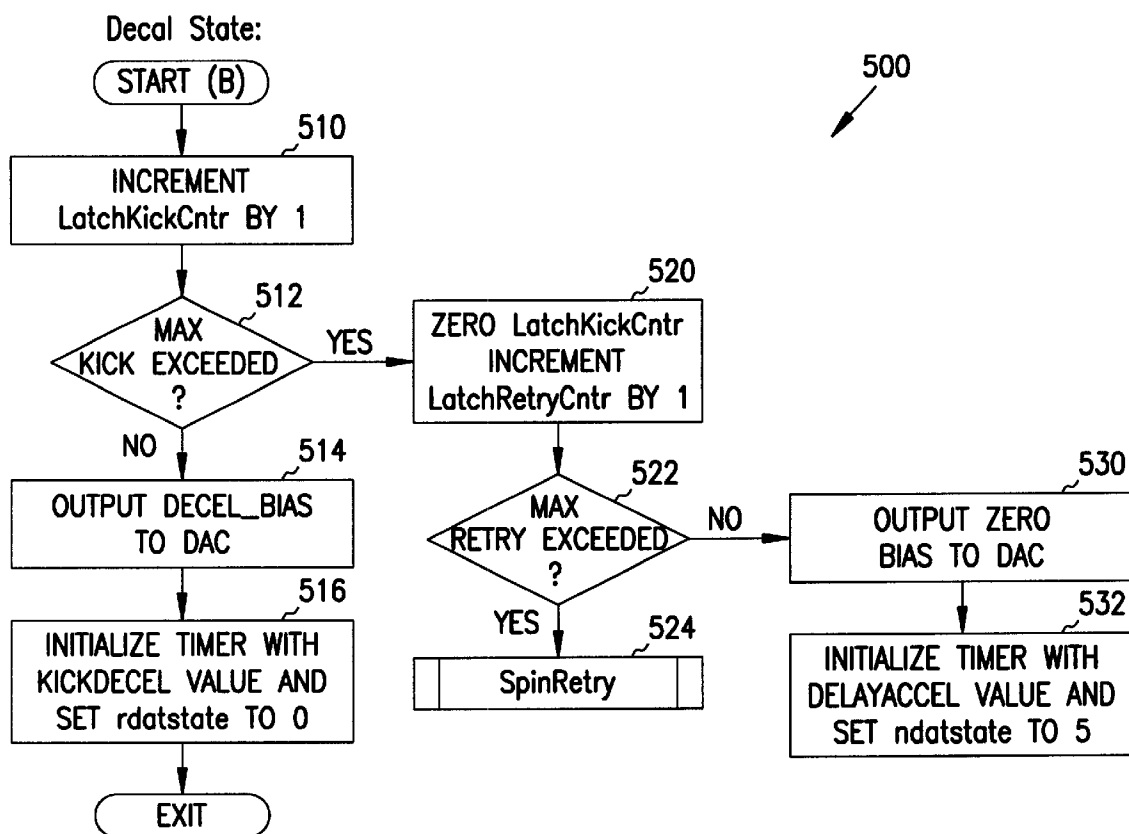 Decal State:
START (B)
500
510
INCREMENT
LatchKickCntr BY 1
512
MAX
KICK EXCEEDED
?
YES
NO
520
ZERO LatchKickCntr
INCREMENT
LatchRetryCntr BY 1
514
OUTPUT DECEL_BIAS
TO DAC
522
MAX
RETRY EXCEEDED
?
NO
YES
530
OUTPUT ZERO
BIAS TO DAC
516
INITIALIZE TIMER WITH
KICKDECEL VALUE AND
SET rdatstate TO 0
524
SpinRetry
532
INITIALIZE TIMER WITH
DELAYACCEL VALUE AND
SET ndatstate TO 5
EXIT